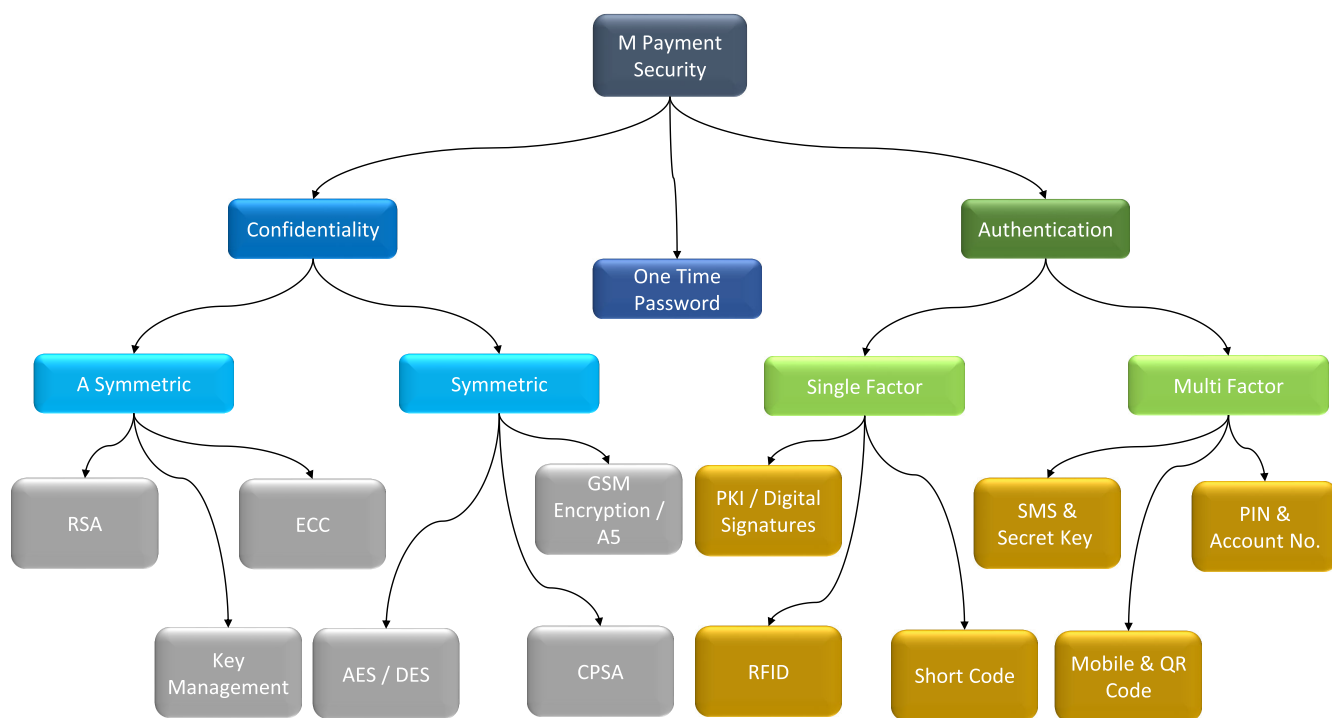 M Payment
Security
Confidentiality
Authentication
One Time
Password
A Symmetric
Symmetric
Single Factor
Multi Factor
RSA
ECC
GSM
Encryption /
A5
PKI / Digital
Signatures
SMS &
Secret Key
PIN &
Account No.
Key
Management
AES / DES
CPSA
RFID
Short Code
Mobile & QR
Code